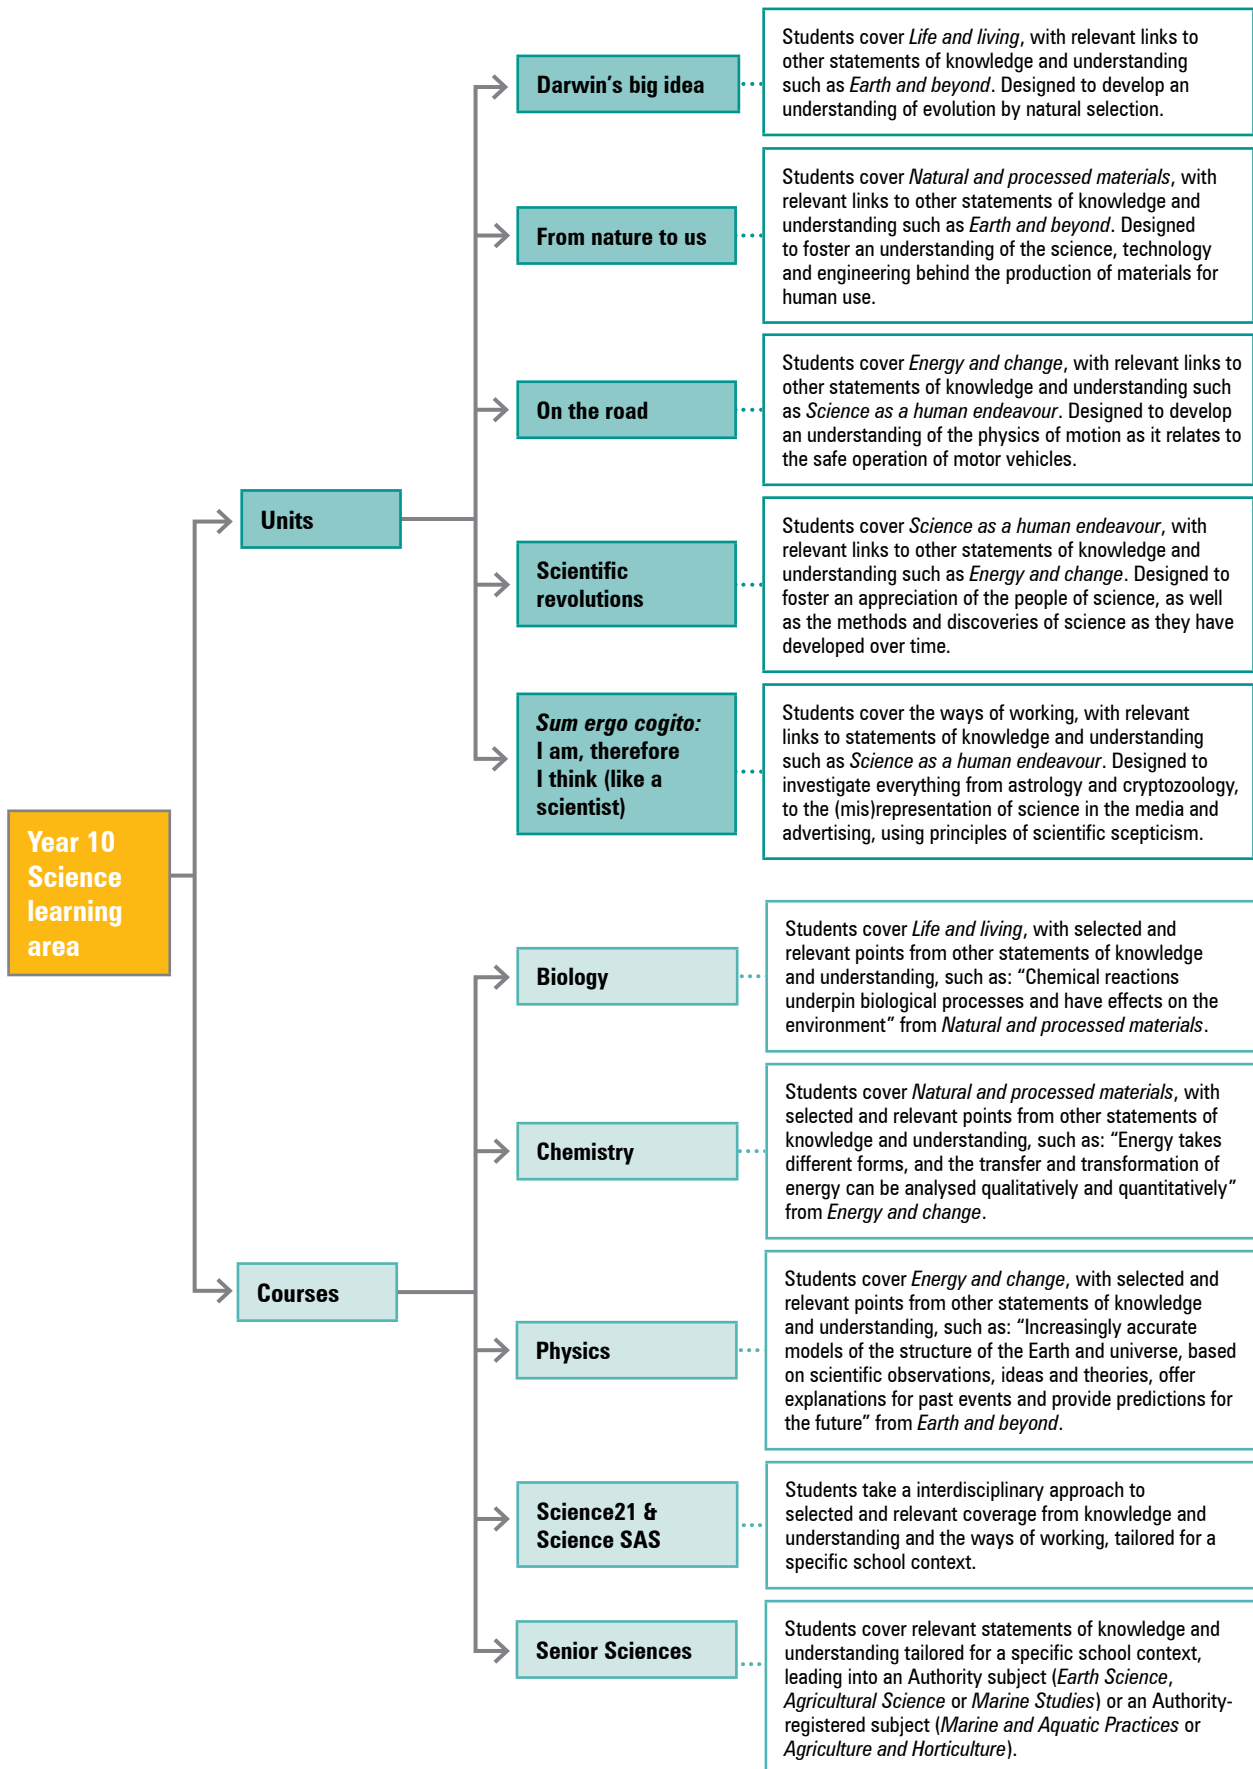 Year 10
Science
learning
area
Units
Darwin's big idea
Students cover Life and living, with relevant links to
other statements of knowledge and understanding
such as Earth and beyond. Designed to develop an
understanding of evolution by natural selection.
From nature to us
Students cover Natural and processed materials, with
relevant links to other statements of knowledge and
understanding such as Earth and beyond. Designed
to foster an understanding of the science, technology
and engineering behind the production of materials for
human use.
On the road
Students cover Energy and change, with relevant links to
other statements of knowledge and understanding such
as Science as a human endeavour. Designed to develop
an understanding of the physics of motion as it relates to
the safe operation of motor vehicles.
Scientific
revolutions
Students cover Science as a human endeavour, with
relevant links to other statements of knowledge and
understanding such as Energy and change. Designed to
foster an appreciation of the people of science, as well
as the methods and discoveries of science as they have
developed over time.
Sum ergo cogito:
I am, therefore
I think (like a
scientist)
Students cover the ways of working, with relevant
links to statements of knowledge and understanding
such as Science as a human endeavour. Designed to
investigate everything from astrology and cryptozoology,
to the (mis)representation of science in the media and
advertising, using principles of scientific scepticism.
Courses
Biology
Students cover Life and living, with selected and
relevant points from other statements of knowledge
and understanding, such as: “Chemical reactions
underpin biological processes and have effects on the
environment” from Natural and processed materials.
Chemistry
Students cover Natural and processed materials, with
selected and relevant points from other statements of
knowledge and understanding, such as: “Energy takes
different forms, and the transfer and transformation of
energy can be analysed qualitatively and quantitatively”
from Energy and change.
Physics
Students cover Energy and change, with selected and
relevant points from other statements of knowledge
and understanding, such as: “Increasingly accurate
models of the structure of the Earth and universe, based
on scientific observations, ideas and theories, offer
explanations for past events and provide predictions for
the future” from Earth and beyond.
Science21 &
Science SAS
Students take a interdisciplinary approach to
selected and relevant coverage from knowledge and
understanding and the ways of working, tailored for a
specific school context.
Senior Sciences
Students cover relevant statements of knowledge and
understanding tailored for a specific school context,
leading into an Authority subject (Earth Science,
Agricultural Science or Marine Studies) or an Authority-
registered subject (Marine and Aquatic Practices or
Agriculture and Horticulture).